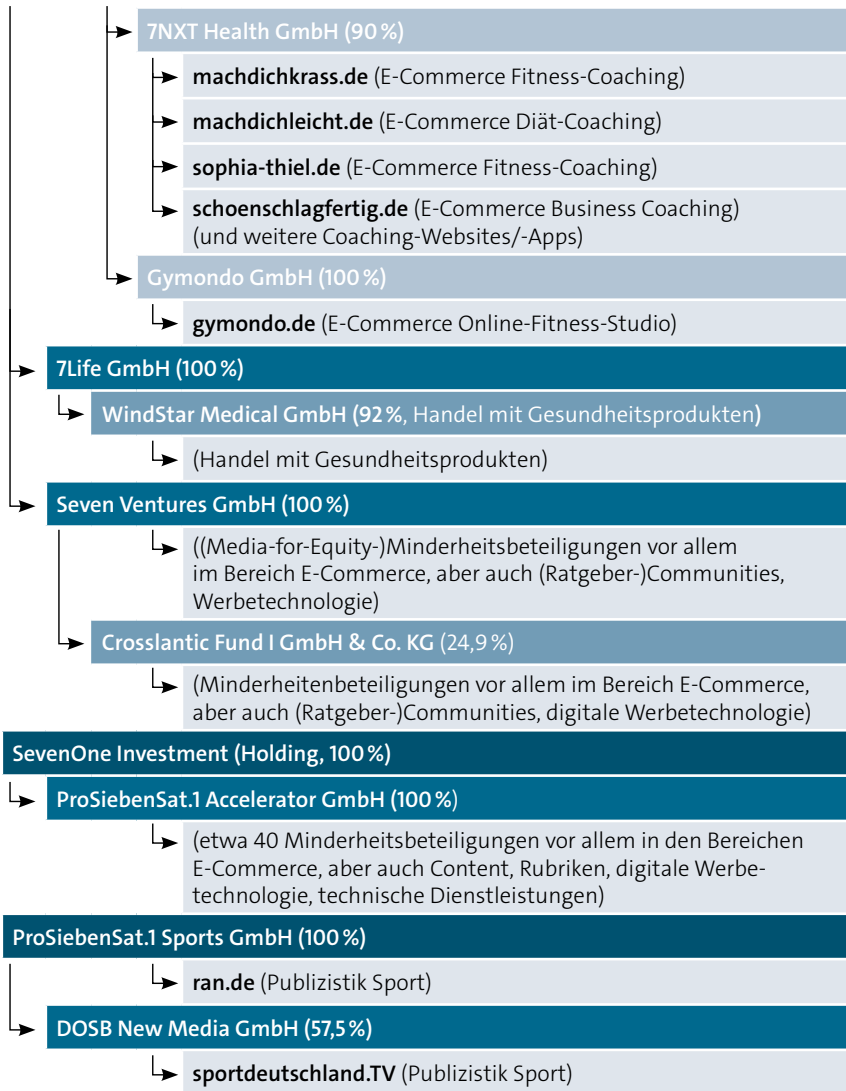 7NXT Health GmbH (90 %)
machdichkrass.de (E-Commerce Fitness-Coaching)
machdichleicht.de (E-Commerce Diät-Coaching)
sophia-thiel.de (E-Commerce Fitness-Coaching)
schoenschlagfertig.de (E-Commerce Business Coaching)
(und weitere Coaching-Websites/-Apps)
Gymondo GmbH (100 %)
gymondo.de (E-Commerce Online-Fitness-Studio)
7Life GmbH (100 %)
WindStar Medical GmbH (92 %, Handel mit Gesundheitsprodukten)
(Handel mit Gesundheitsprodukten)
Seven Ventures GmbH (100 %)
((Media-for-Equity-)Minderheitsbeteiligungen vor allem
im Bereich E-Commerce, aber auch (Ratgeber-)Communities,
Werbetechnologie)
Crosslantic Fund I GmbH & Co. KG (24,9 %)
(Minderheitenbeteiligungen vor allem im Bereich E-Commerce,
aber auch (Ratgeber-)Communities, digitale Werbetechnologie)
SevenOne Investment (Holding, 100 %)
ProSiebenSat.1 Accelerator GmbH (100 %)
(etwa 40 Minderheitsbeteiligungen vor allem in den Bereichen
E-Commerce, aber auch Content, Rubriken, digitale Werbe-
technologie, technische Dienstleistungen)
ProSiebenSat.1 Sports GmbH (100 %)
ran.de (Publizistik Sport)
DOSB New Media GmbH (57,5 %)
sportdeutschland.TV (Publizistik Sport)